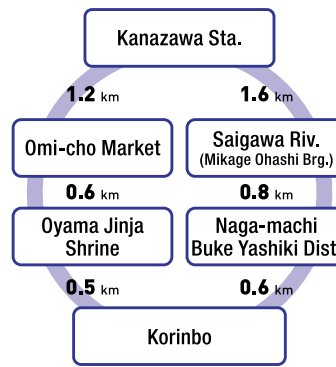 Kanazawa Sta.
1.2 km
1.6 km
Omi-cho Market
Saigawa Riv.
(Mikage Ohashi Brg.)
0.6 km
0.8 km
Oyama Jinja
Shrine
Naga-machi
Buke Yashiki Dist
0.5 km
0.6 km
Korinbo